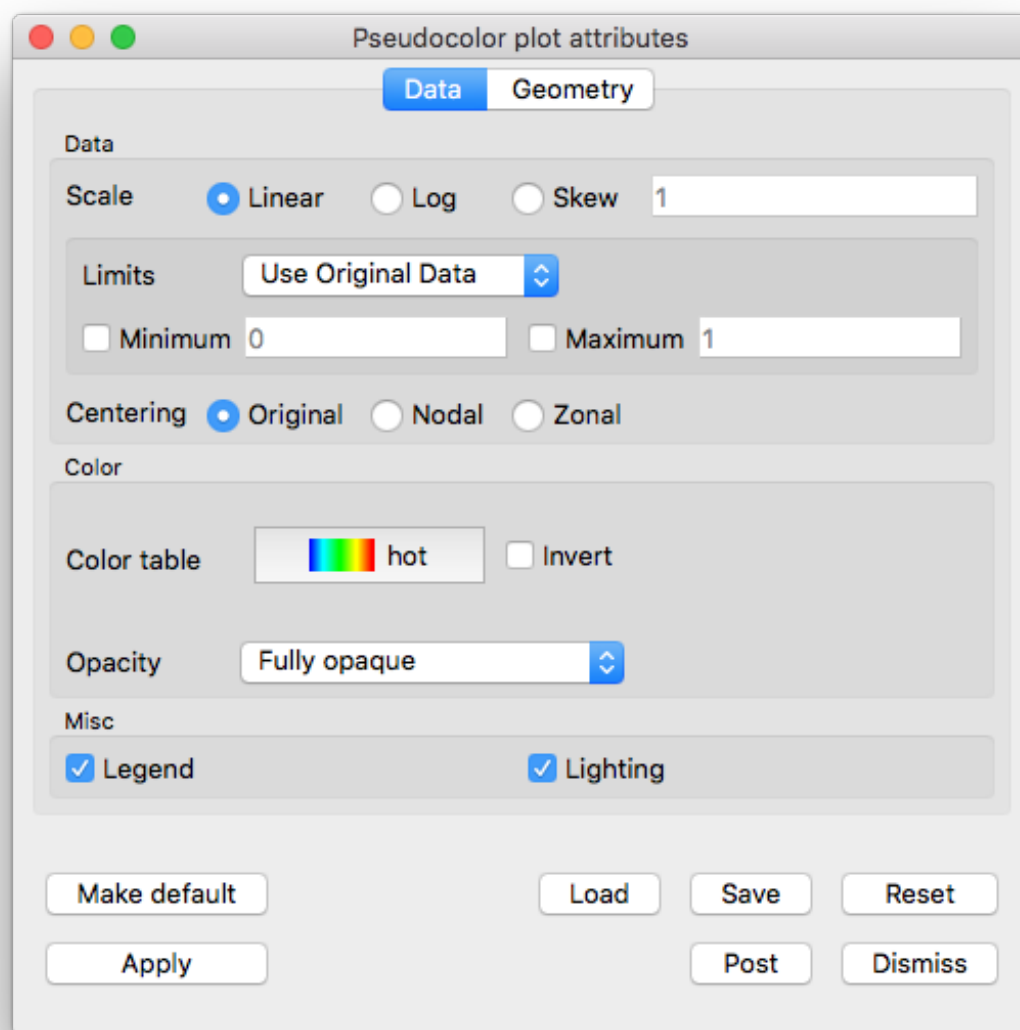 Pseudocolor plot attributes
Data Geometry
Data
Scale Linear Log Skew 1
Limits Use Original Data
Minimum 0 Maximum 1
Centering Original Nodal Zonal
Color
Color table hot Invert
Opacity Fully opaque
Misc
Legend Lighting
Make default Load Save Reset
Apply Post Dismiss